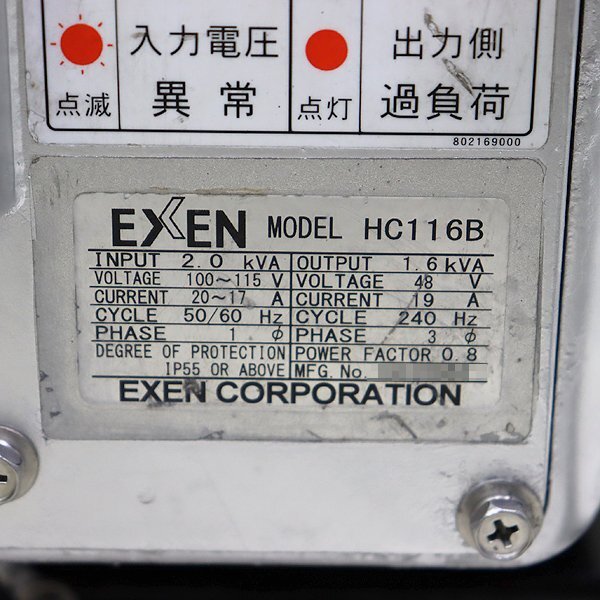 入力電圧
異常
点滅
出力側
過負荷
点灯
802169000
EXEN MODEL HC116B
INPUT 2.0 kVA OUTPUT 1.6kVA
VOLTAGE 100~115 V VOLTAGE 48 V
CURRENT 20~17 A CURRENT 19 A
CYCLE 50/60 Hz CYCLE 240 Hz
PHASE 1 φ PHASE 3 φ
DEGREE OF PROTECTION POWER FACTOR 0.8
IP55 OR ABOVE MFG. No.
EXEN CORPORATION